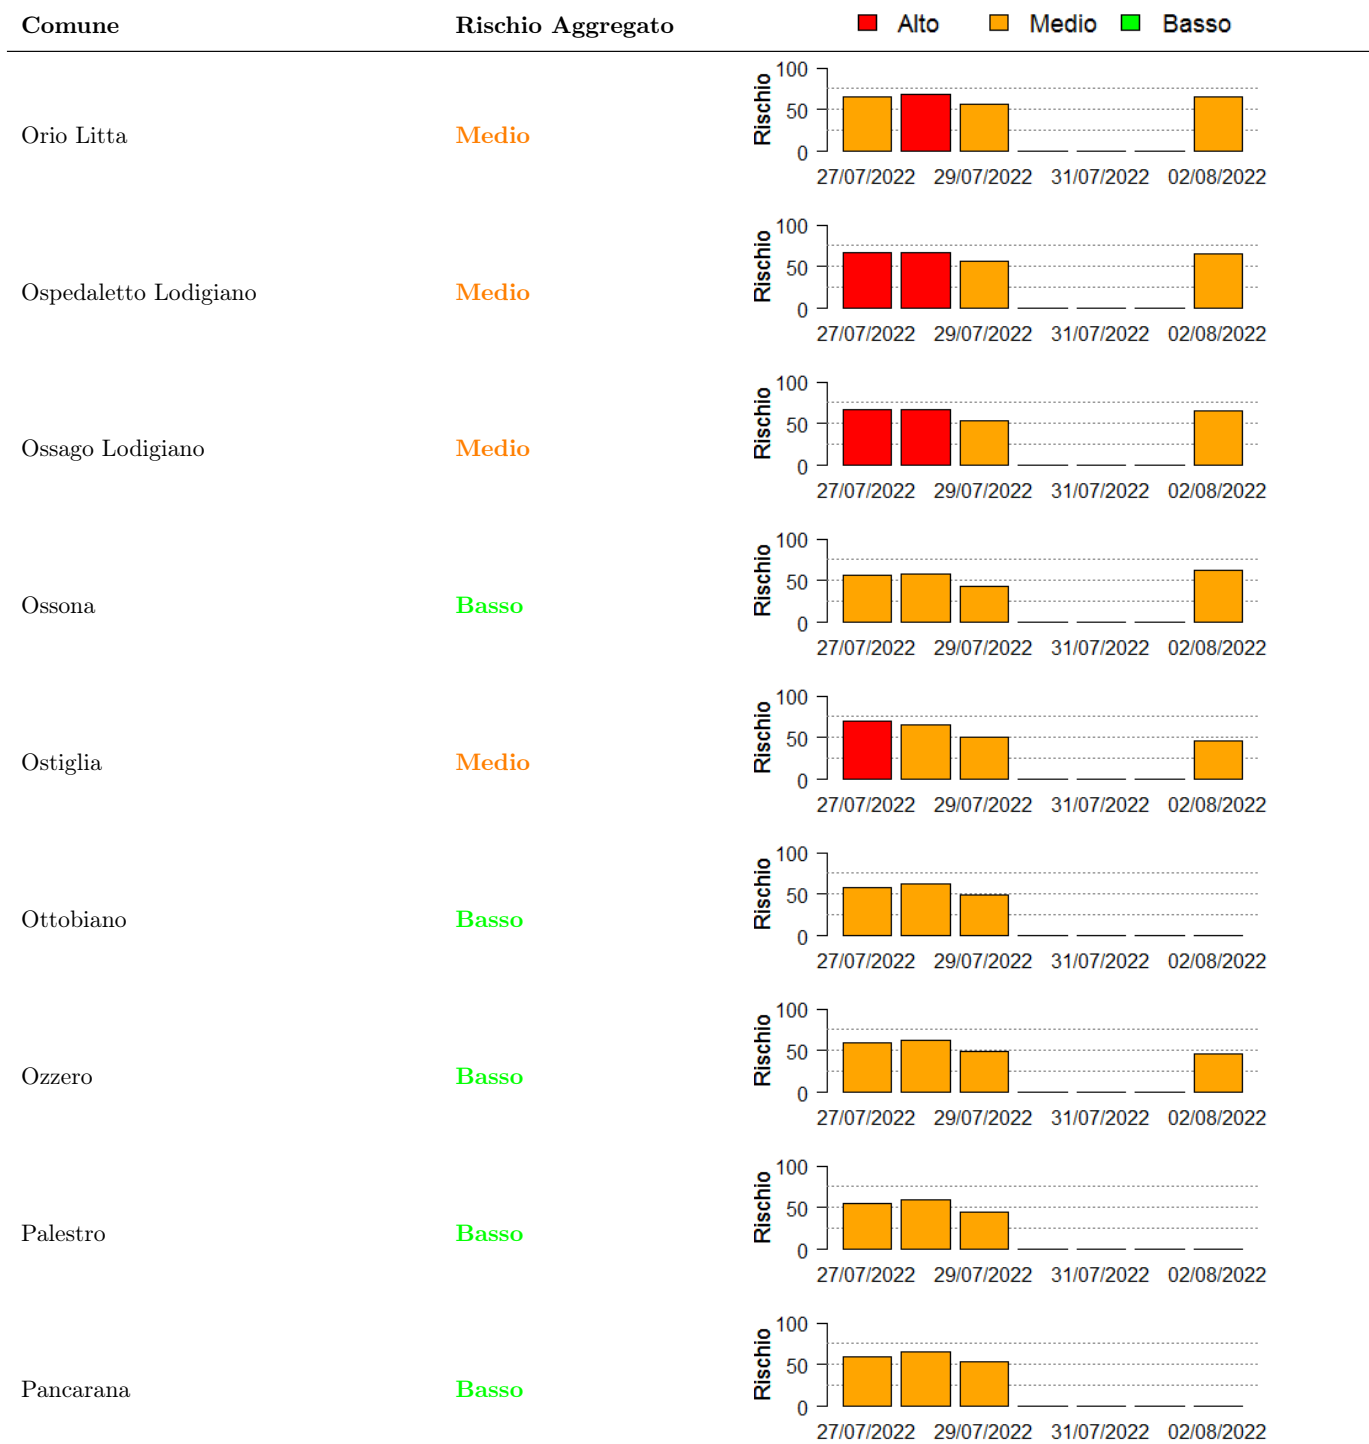 Comune Rischio Aggregato Alto Medio Basso
Orio Litta Medio
Rischio
100
50
0
27/07/2022 29/07/2022 31/07/2022 02/08/2022
Ospedaletto Lodigiano Medio
Rischio
100
50
0
27/07/2022 29/07/2022 31/07/2022 02/08/2022
Ossago Lodigiano Medio
Rischio
100
50
0
27/07/2022 29/07/2022 31/07/2022 02/08/2022
Ossona Basso
Rischio
100
50
0
27/07/2022 29/07/2022 31/07/2022 02/08/2022
Ostiglia Medio
Rischio
100
50
0
27/07/2022 29/07/2022 31/07/2022 02/08/2022
Ottobiano Basso
Rischio
100
50
0
27/07/2022 29/07/2022 31/07/2022 02/08/2022
Ozzero Basso
Rischio
100
50
0
27/07/2022 29/07/2022 31/07/2022 02/08/2022
Palestro Basso
Rischio
100
50
0
27/07/2022 29/07/2022 31/07/2022 02/08/2022
Pancarana Basso
Rischio
100
50
0
27/07/2022 29/07/2022 31/07/2022 02/08/2022